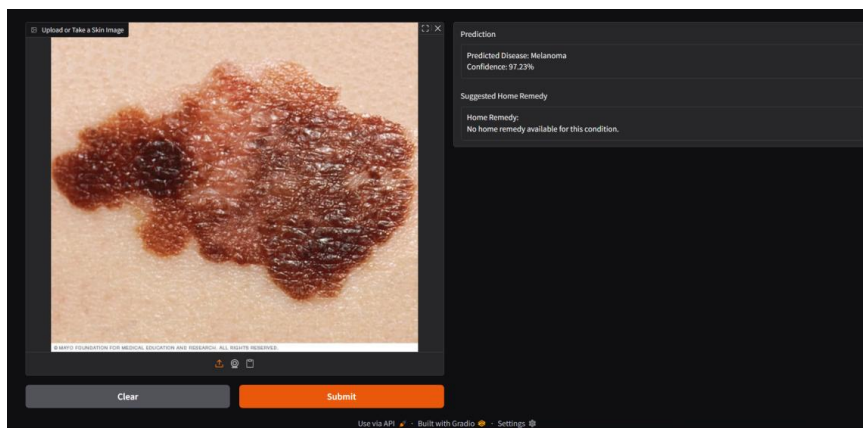 Upload or Take a Skin Image
© MAYO FOUNDATION FOR MEDICAL EDUCATION AND RESEARCH. ALL RIGHTS RESERVED.
Clear
Submit
Prediction
Predicted Disease: Melanoma
Confidence: 97.23%
Suggested Home Remedy
Home Remedy:
No home remedy available for this condition.
Use via API · Built with Gradio · Settings